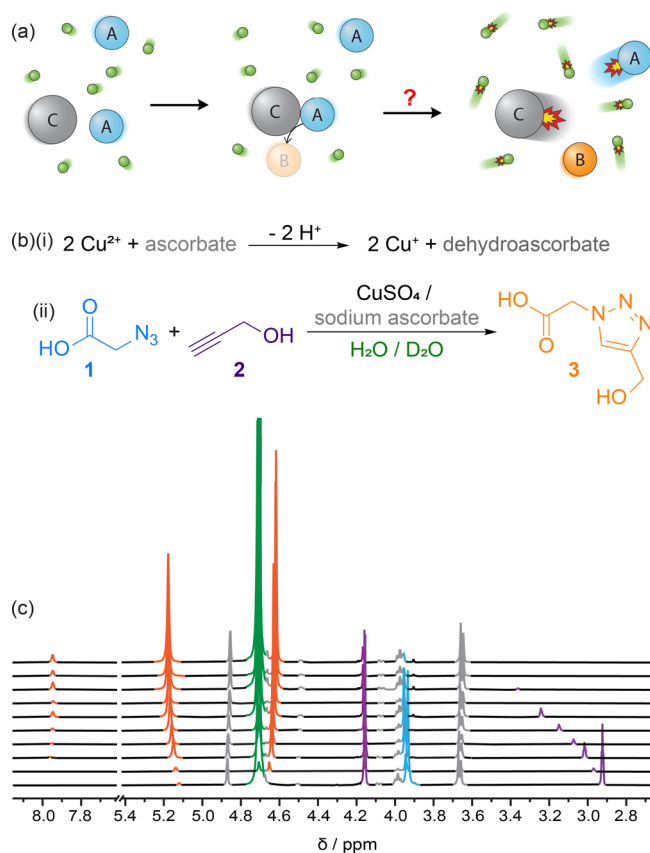 (a)
A
A
C
A
C
A
B
?
A
C
B
(b)(i) 2 Cu²⁺ + ascorbate - 2 H⁺ 2 Cu⁺ + dehydroascorbate
(ii)
O
HO
N₃
1
+
OH
2
CuSO₄ /
sodium ascorbate
H₂O / D₂O
HO
O
N
N
N
HO
3
(c)
8.0 5.4 5.2 5.0 4.8 4.6 4.4 4.2 4.0 3.8 3.6 3.4 3.2 3.0 2.8
δ / ppm